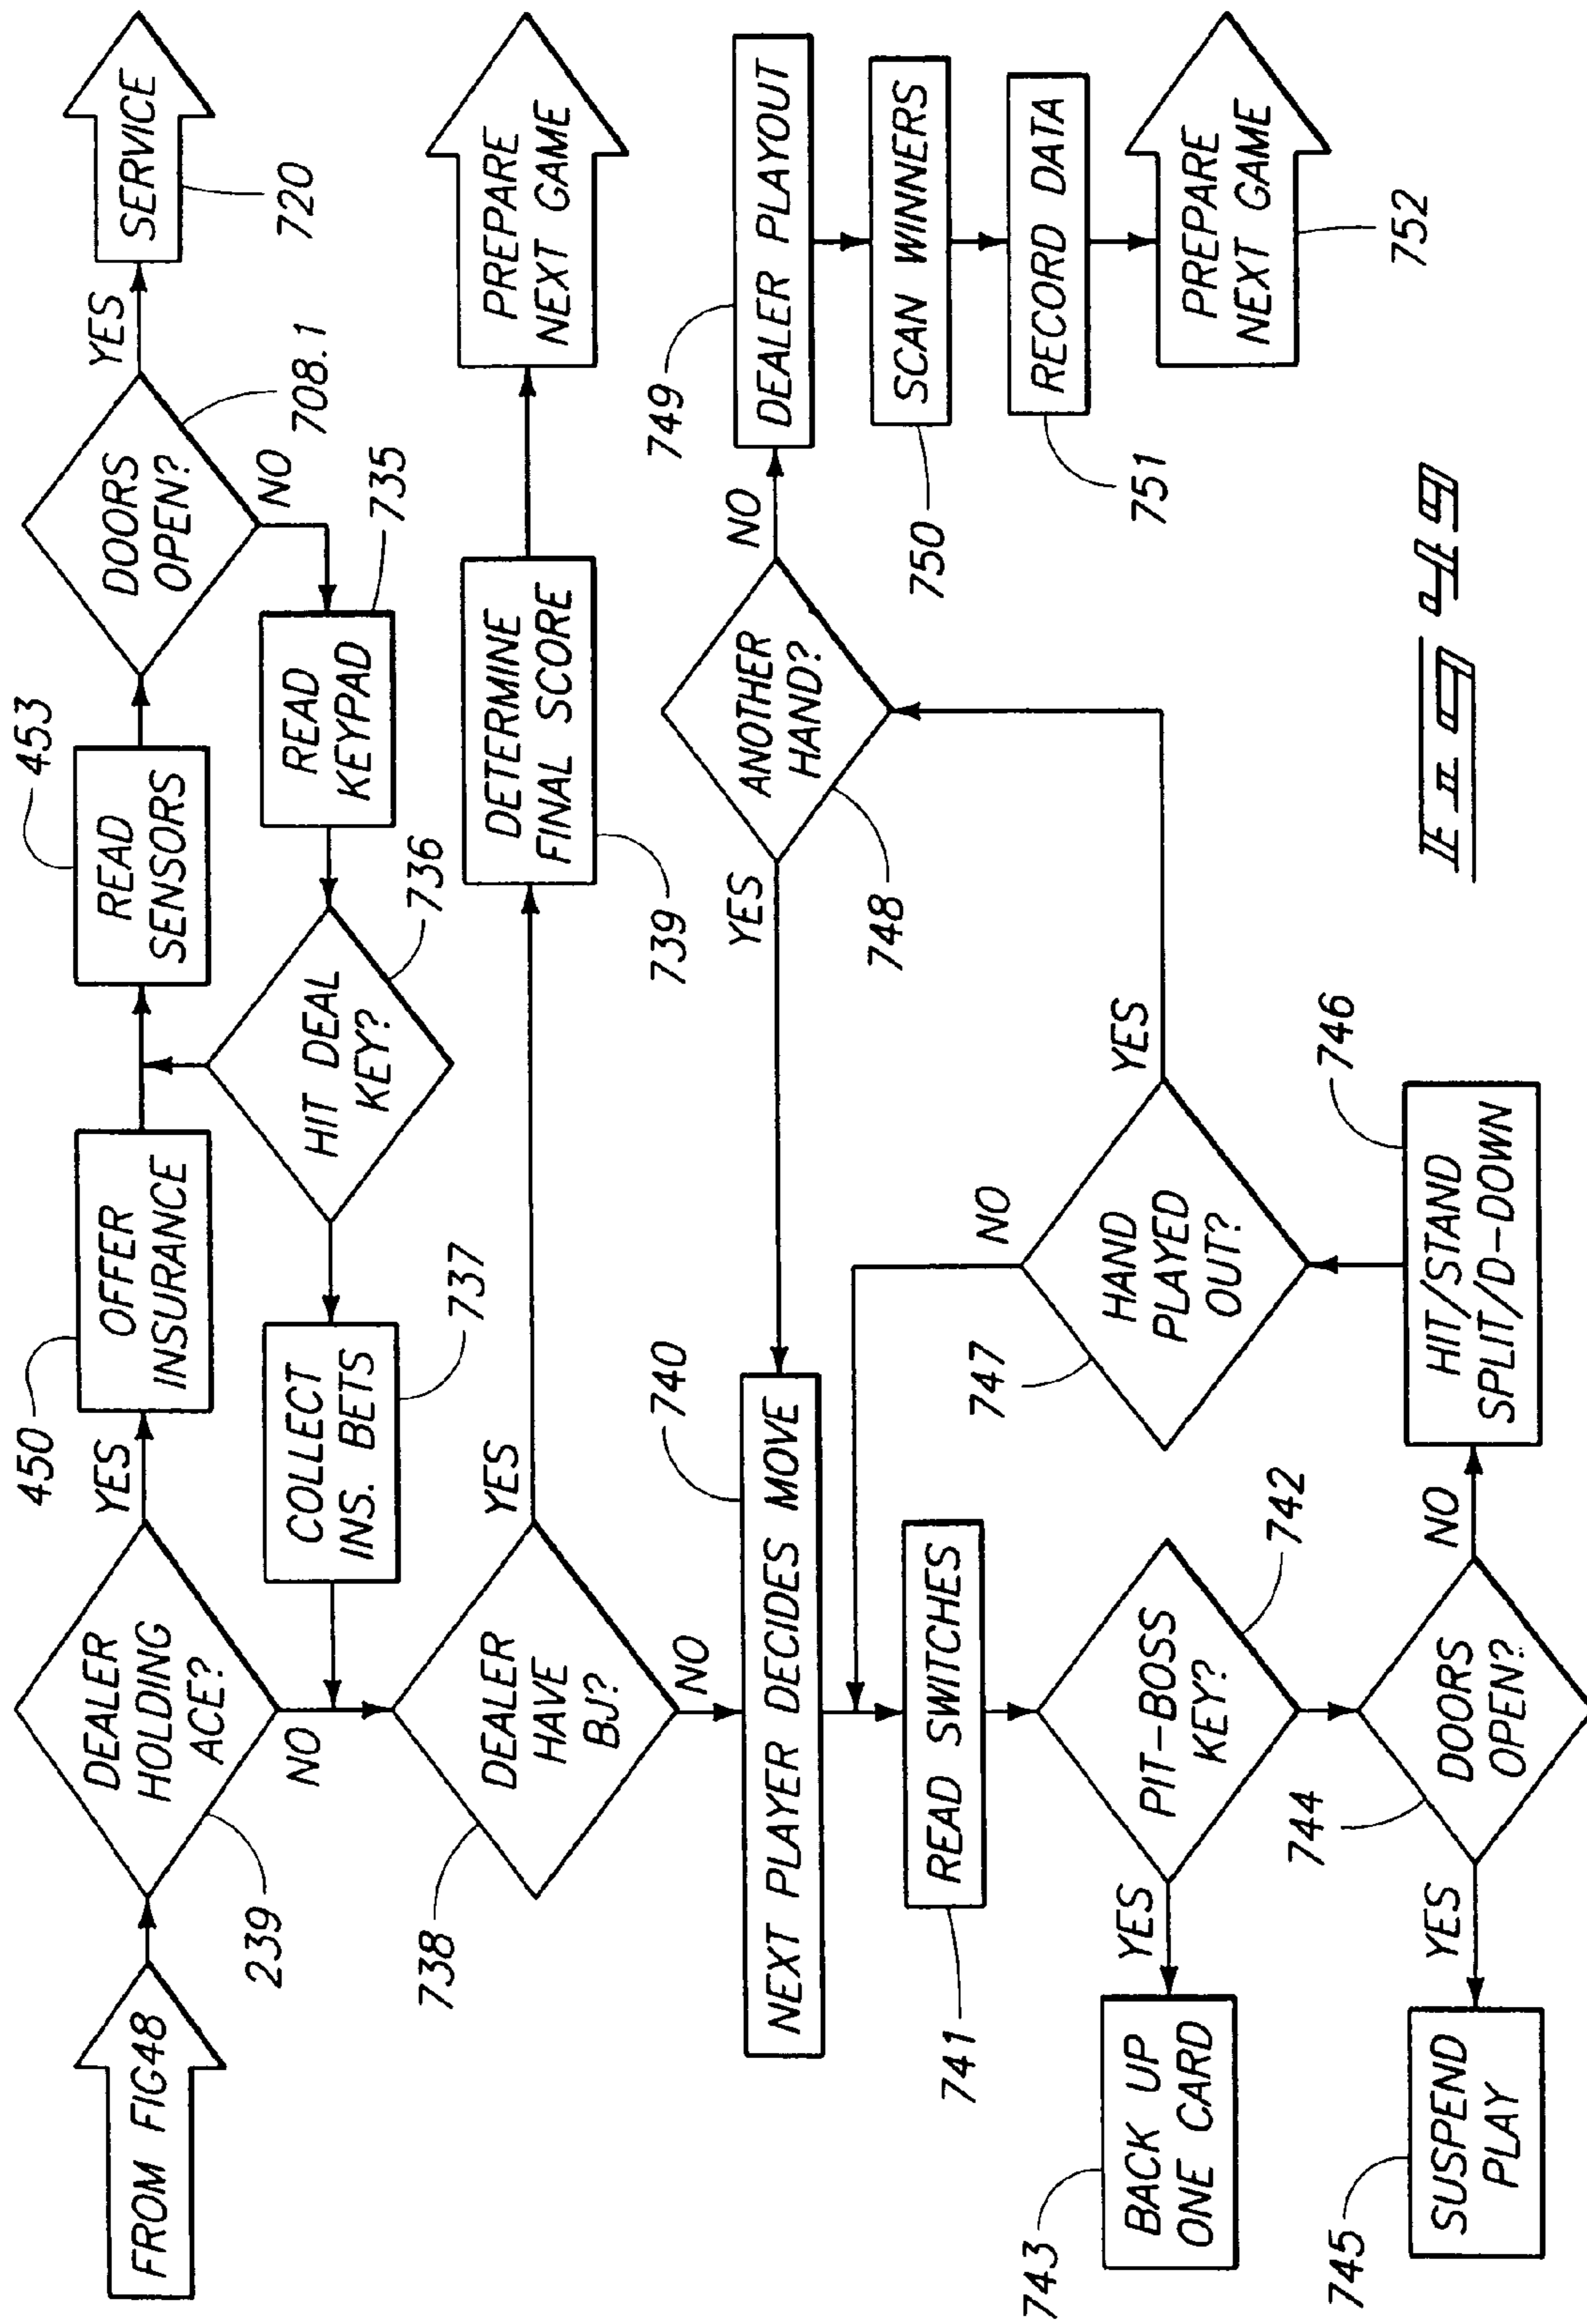 FROM FIG48
DEALER
HOLDING
ACE?
239
YES
NO
450
OFFER
INSURANCE
453
READ
SENSORS
DOORS
OPEN?
708.1
YES
NO
SERVICE
720
READ
KEYPAD
735
HIT DEAL
KEY?
736
COLLECT
INS. BETS
737
DEALER
HAVE
BJ?
738
YES
NO
DETERMINE
FINAL SCORE
739
PREPARE
NEXT GAME
NEXT PLAYER DECIDES MOVE
740
READ SWITCHES
741
PIT-BOSS
KEY?
742
YES
BACK UP
ONE CARD
743
DOORS
OPEN?
744
YES
NO
SUSPEND
PLAY
745
HIT/STAND
SPLIT/D-DOWN
746
HAND
PLAYED
OUT?
747
NO
YES
ANOTHER
HAND?
748
YES
NO
749
DEALER PLAYOUT
SCAN WINNERS
750
RECORD DATA
751
PREPARE
NEXT GAME
752
FIG 49